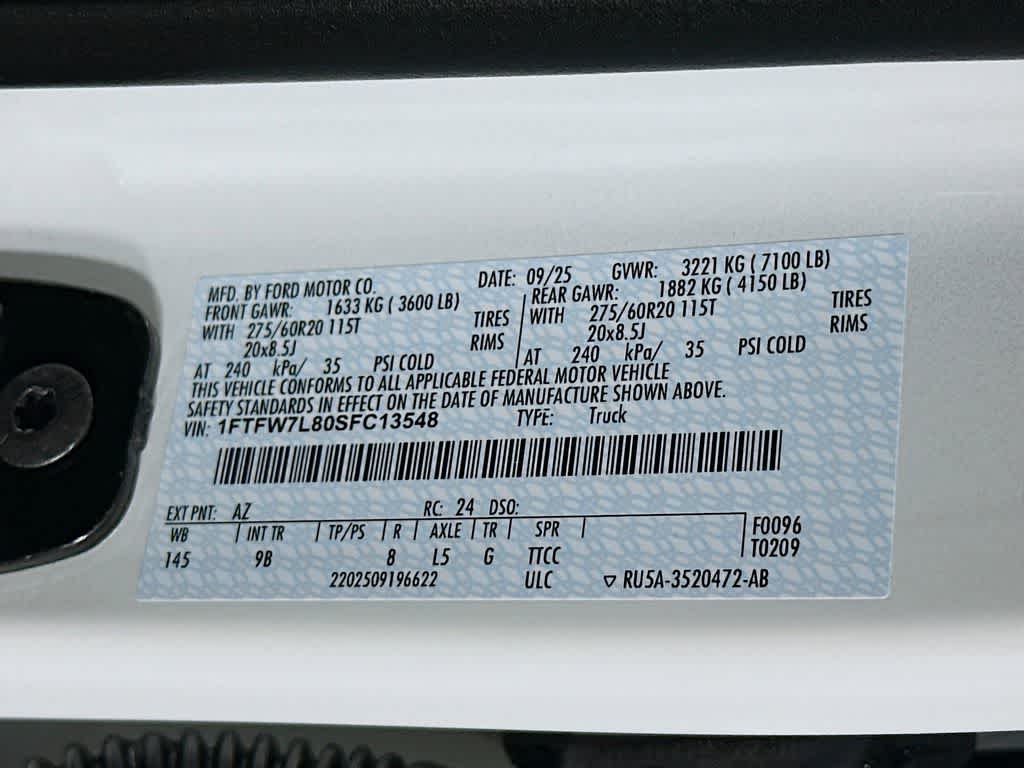 MFD. BY FORD MOTOR CO. DATE: 09/25 GVWR: 3221 KG ( 7100 LB)
FRONT GAWR: 1633 KG ( 3600 LB) REAR GAWR: 1882 KG ( 4150 LB)
WITH 275/60R20 115T TIRES WITH 275/60R20 115T TIRES
20x8.5J RIMS 20x8.5J RIMS
AT 240 kPa/ 35 PSI COLD AT 240 kPa/ 35 PSI COLD
THIS VEHICLE CONFORMS TO ALL APPLICABLE FEDERAL MOTOR VEHICLE
SAFETY STANDARDS IN EFFECT ON THE DATE OF MANUFACTURE SHOWN ABOVE.
VIN: 1FTFW7L80SFC13548 TYPE: Truck
EXT PNT: AZ RC: 24 DSO:
WB INT TR TP/PS R AXLE TR SPR F0096
145 9B 8 L5 G TTCC T0209
2202509196622 ULC ▽ RU5A-3520472-AB